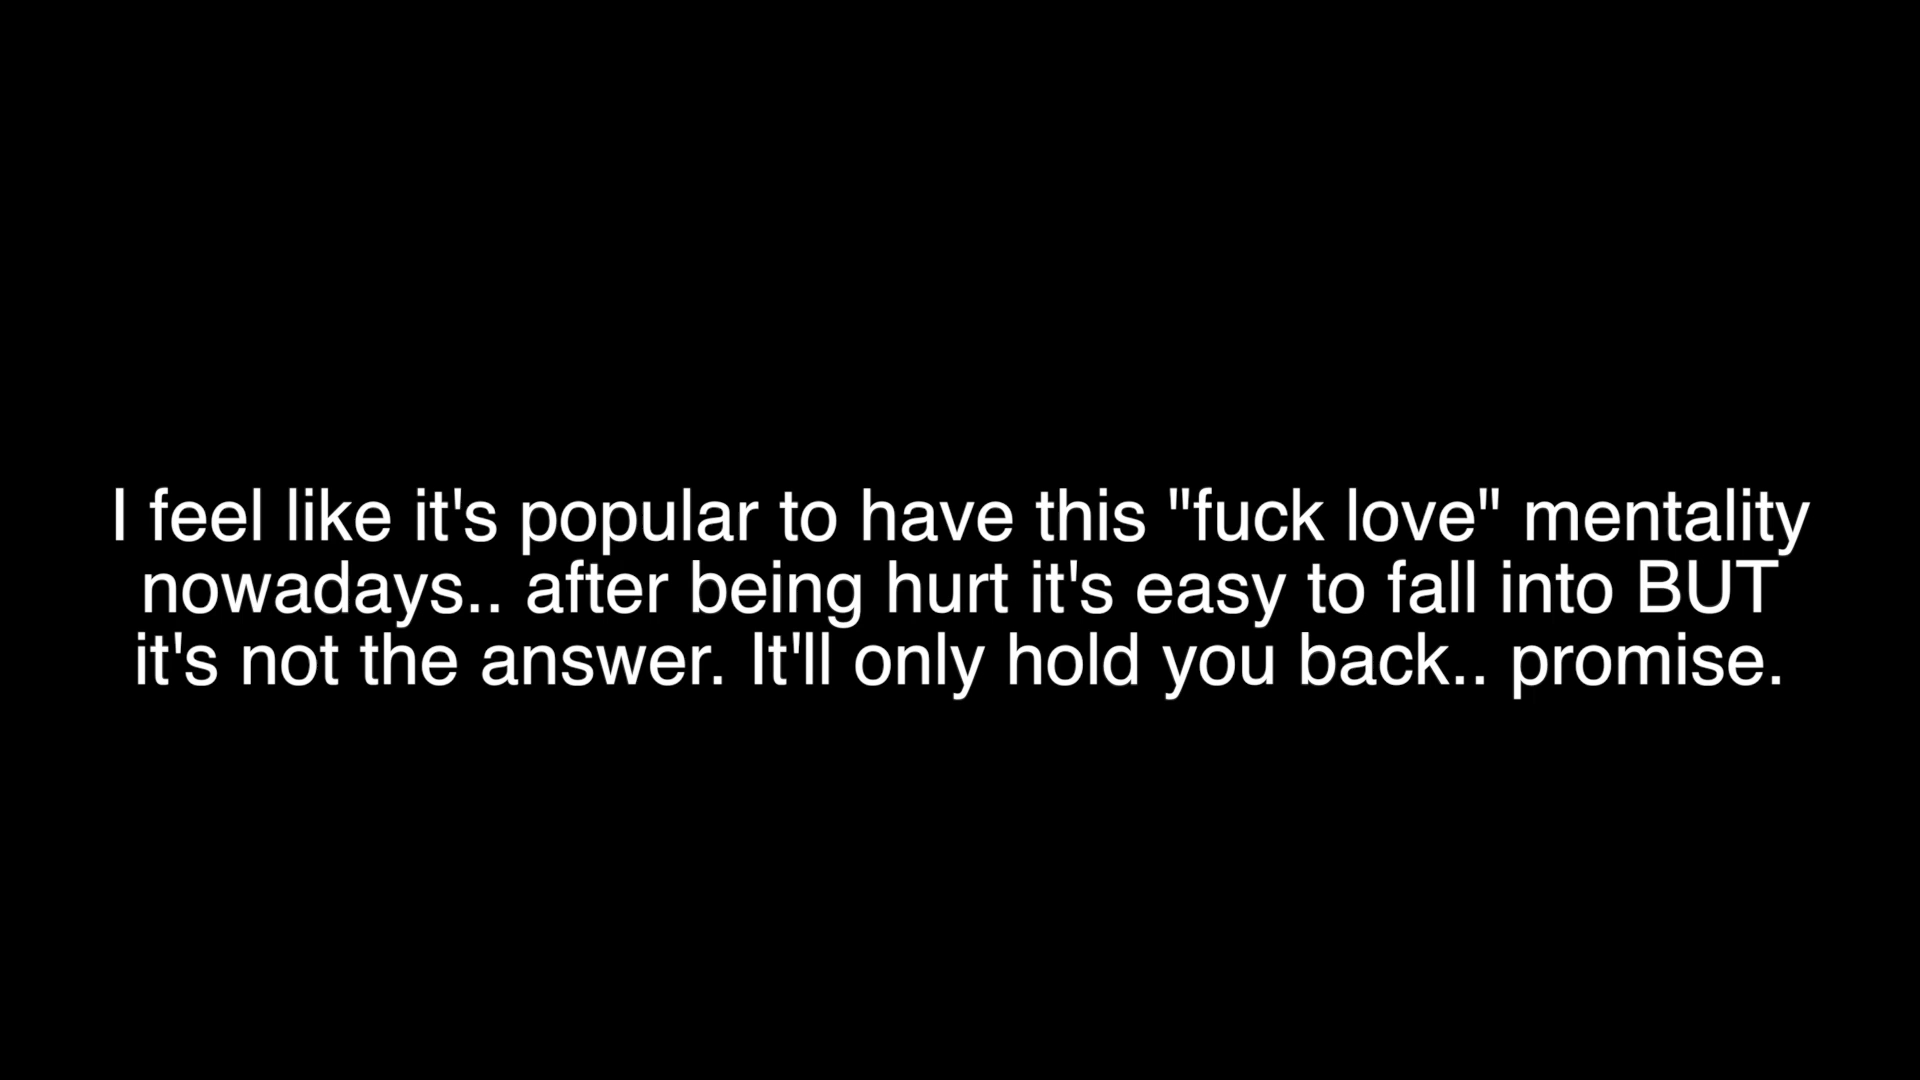 I feel like it's popular to have this "fuck love" mentality
nowadays.. after being hurt it's easy to fall into BUT
it's not the answer. It'll only hold you back.. promise.